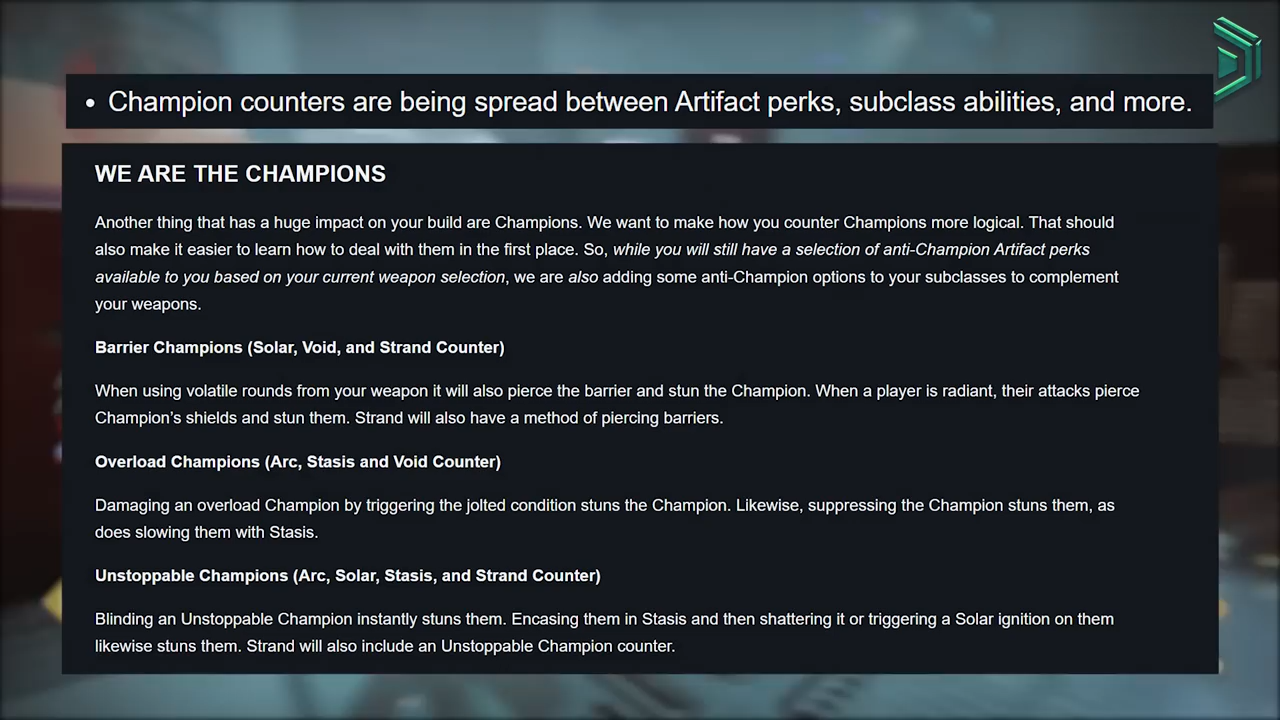 • Champion counters are being spread between Artifact perks, subclass abilities, and more.
WE ARE THE CHAMPIONS
Another thing that has a huge impact on your build are Champions. We want to make how you counter Champions more logical. That should
also make it easier to learn how to deal with them in the first place. So, while you will still have a selection of anti-Champion Artifact perks
available to you based on your current weapon selection, we are also adding some anti-Champion options to your subclasses to complement
your weapons.
Barrier Champions (Solar, Void, and Strand Counter)
When using volatile rounds from your weapon it will also pierce the barrier and stun the Champion. When a player is radiant, their attacks pierce
Champion’s shields and stun them. Strand will also have a method of piercing barriers.
Overload Champions (Arc, Stasis and Void Counter)
Damaging an overload Champion by triggering the jolted condition stuns the Champion. Likewise, suppressing the Champion stuns them, as
does slowing them with Stasis.
Unstoppable Champions (Arc, Solar, Stasis, and Strand Counter)
Blinding an Unstoppable Champion instantly stuns them. Encasing them in Stasis and then shattering it or triggering a Solar ignition on them
likewise stuns them. Strand will also include an Unstoppable Champion counter.